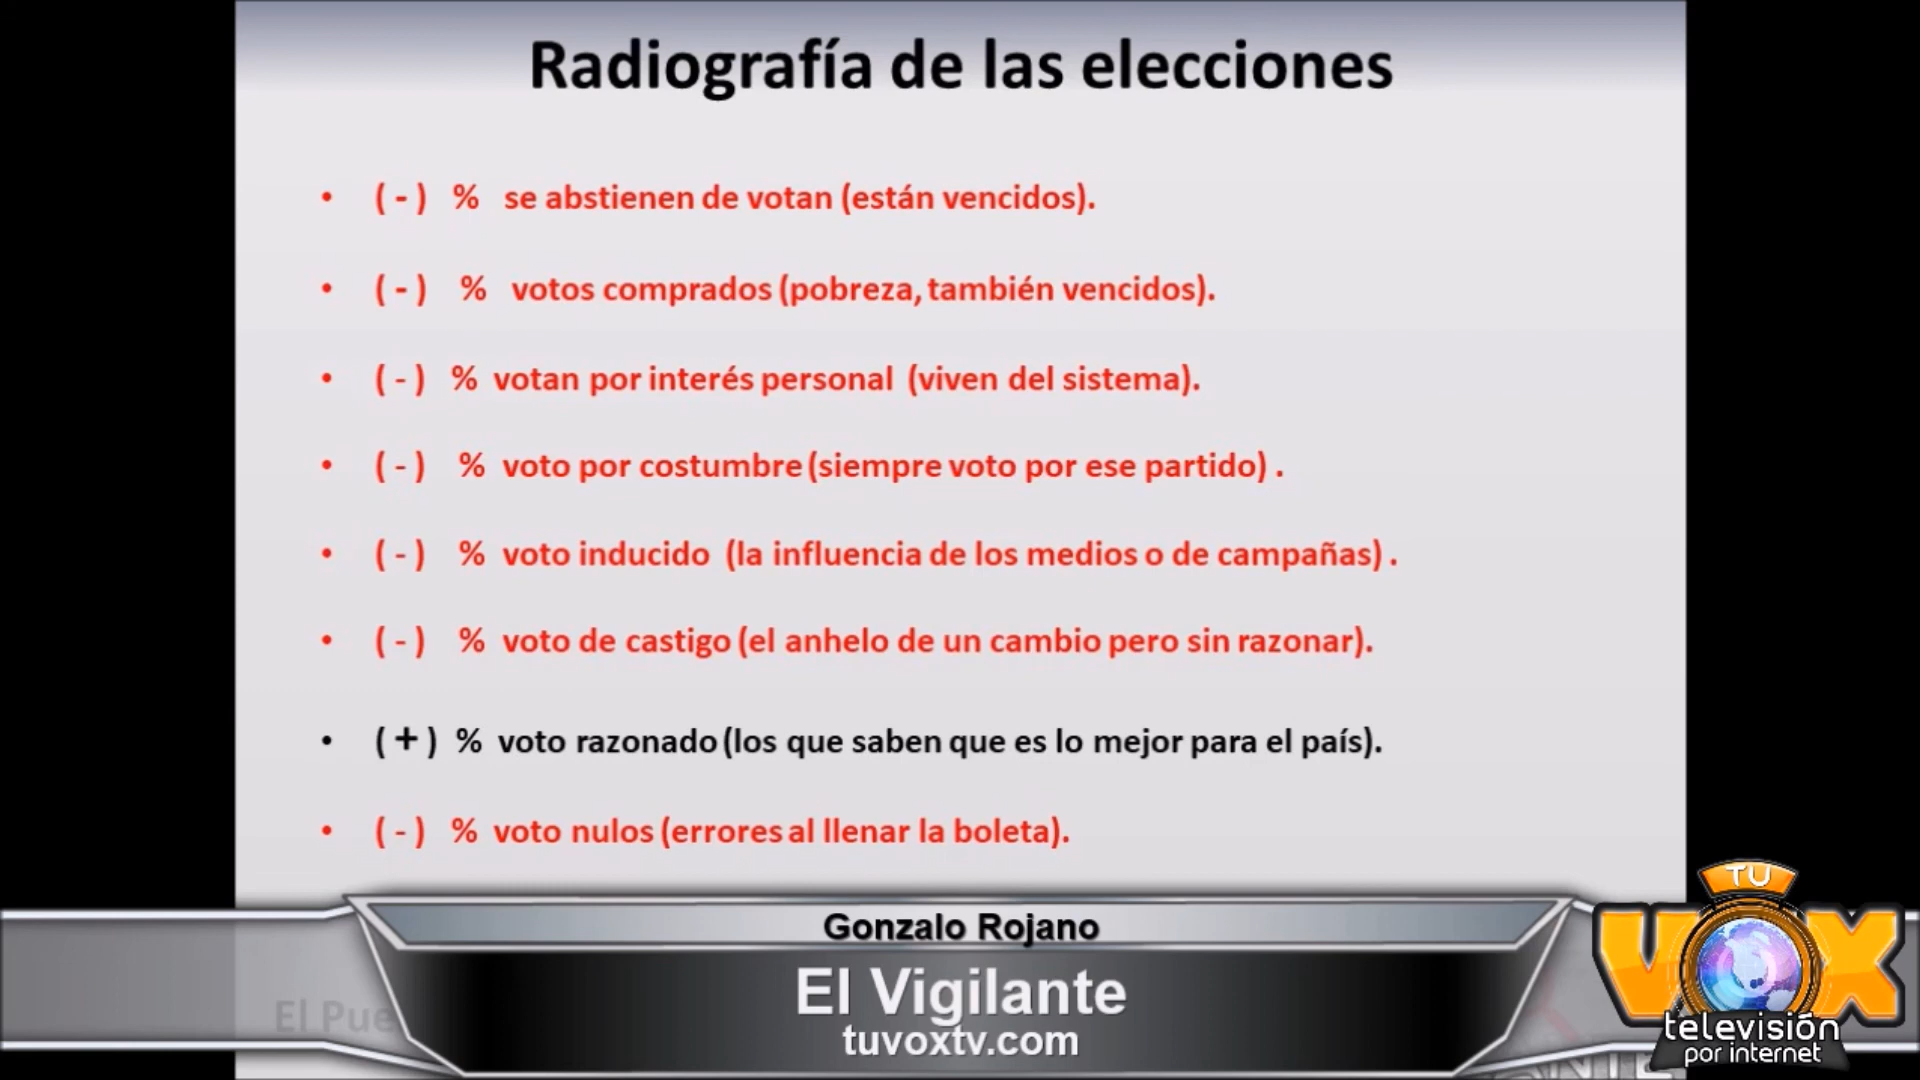 Radiografía de las elecciones
• ( - ) % se abstienen de votan (están vencidos).
• ( - ) % votos comprados (pobreza, también vencidos).
• ( - ) % votan por interés personal (viven del sistema).
• ( - ) % voto por costumbre (siempre voto por ese partido) .
• ( - ) % voto inducido (la influencia de los medios o de campañas) .
• ( - ) % voto de castigo (el anhelo de un cambio pero sin razonar).
• ( + ) % voto razonado (los que saben que es lo mejor para el país).
• ( - ) % voto nulos (errores al llenar la boleta).
Gonzalo Rojano
El Vigilante
tuvoxtv.com
El Pue
TU
VOX
televisión
por internet